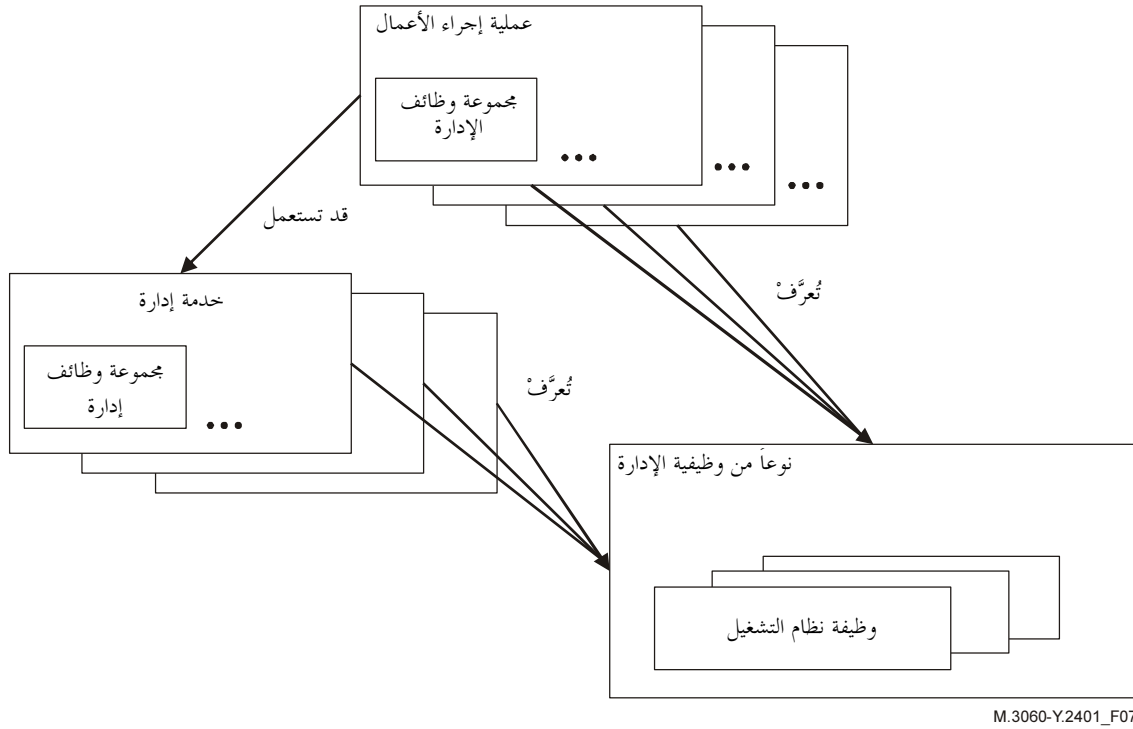 عملية إجراء الأعمال
مجموعة وظائف
الإدارة
...
...
...
قد تستعمل
خدمة إدارة
تُعرَّفْ
مجموعة وظائف
إدارة
...
تُعرَّفْ
نوعاً من وظيفية الإدارة
وظيفة نظام التشغيل
M.3060-Y.2401_F07